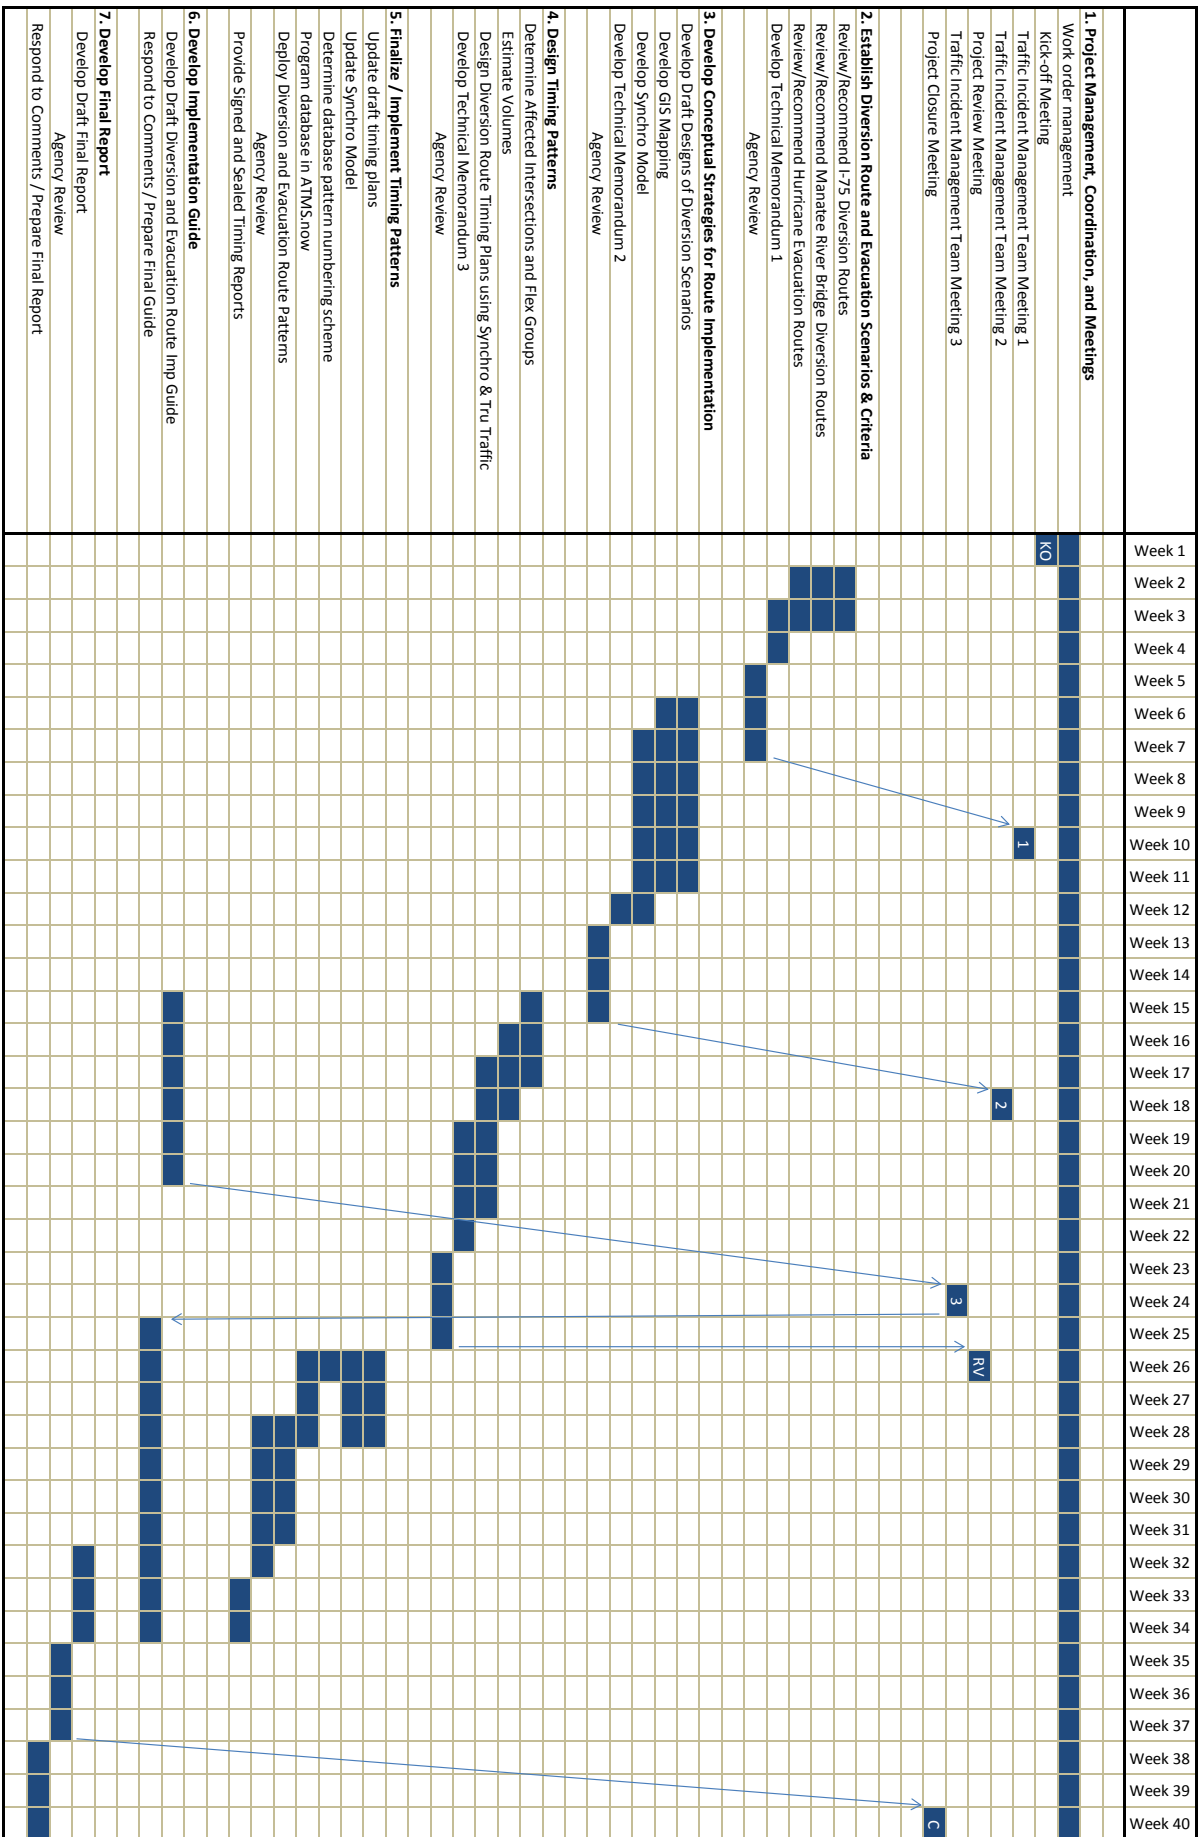 Week 1
Week 2
Week 3
Week 4
Week 5
Week 6
Week 7
Week 8
Week 9
Week 10
Week 11
Week 12
Week 13
Week 14
Week 15
Week 16
Week 17
Week 18
Week 19
Week 20
Week 21
Week 22
Week 23
Week 24
Week 25
Week 26
Week 27
Week 28
Week 29
Week 30
Week 31
Week 32
Week 33
Week 34
Week 35
Week 36
Week 37
Week 38
Week 39
Week 40
1. Project Management, Coordination, and Meetings
Work order management
Kick-off Meeting
KO
Traffic Incident Management Team Meeting 1
1
Traffic Incident Management Team Meeting 2
2
Project Review Meeting
RV
Traffic Incident Management Team Meeting 3
3
Project Closure Meeting
C
2. Establish Diversion Route and Evacuation Scenarios & Criteria
Review/Recommend I-75 Diversion Routes
Review/Recommend Manatee River Bridge Diversion Routes
Review/Recommend Hurricane Evacuation Routes
Develop Technical Memorandum 1
Agency Review
3. Develop Conceptual Strategies for Route Implementation
Develop Draft Designs of Diversion Scenarios
Develop GIS Mapping
Develop Synchro Model
Develop Technical Memorandum 2
Agency Review
4. Design Timing Patterns
Determine Affected Intersections and Flex Groups
Estimate Volumes
Design Diversion Route Timing Plans using Synchro & Tru Traffic
Develop Technical Memorandum 3
Agency Review
5. Finalize / Implement Timing Patterns
Update draft timing plans
Update Synchro Model
Determine database pattern numbering scheme
Program database in ATMS.now
Deploy Diversion and Evacuation Route Patterns
Agency Review
Provide Signed and Sealed Timing Reports
6. Develop Implementation Guide
Develop Draft Diversion and Evacuation Route Imp Guide
Respond to Comments / Prepare Final Guide
7. Develop Final Report
Develop Draft Final Report
Agency Review
Respond to Comments / Prepare Final Report